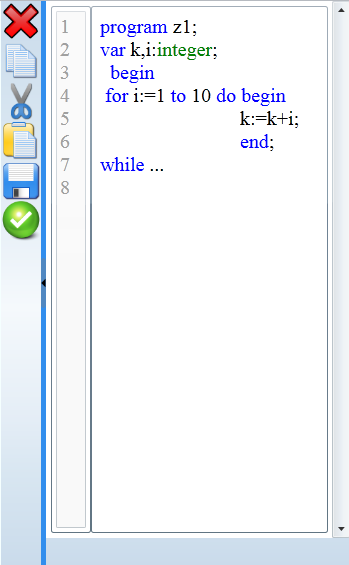 1 program z1;
2 var k,i:integer;
3 begin
4 for i:=1 to 10 do begin
5 k:=k+i;
6 end;
7 while ...
8